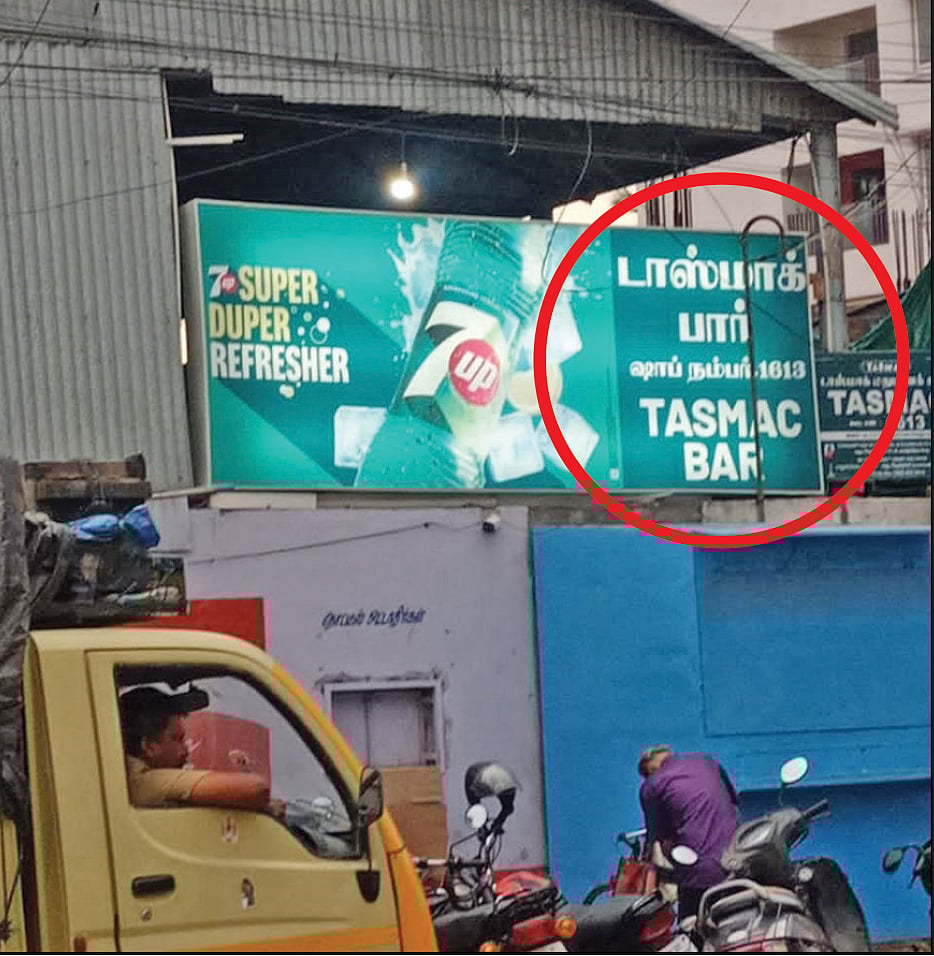 7up SUPER
DUPER
REFRESHER
7up
டாஸ்மாக்
பார்
ஷாப் நம்பர்-1613
TASMAC
BAR
TASMAC
1613